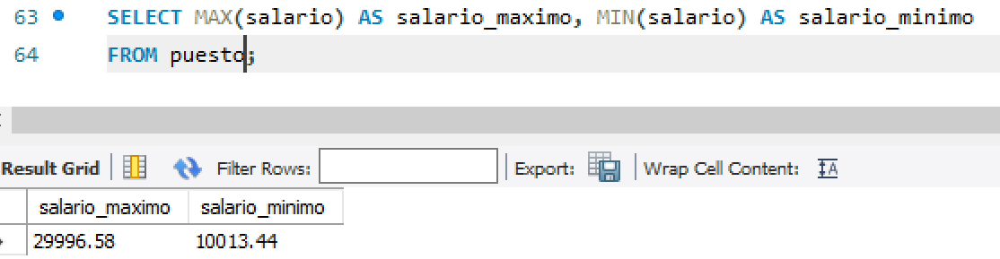 63 SELECT MAX(salario) AS salario_maximo, MIN(salario) AS salario_minimo
64 FROM puesto;
Result Grid Filter Rows: Export: Wrap Cell Content:
salario_maximo salario_minimo
29996.58 10013.44